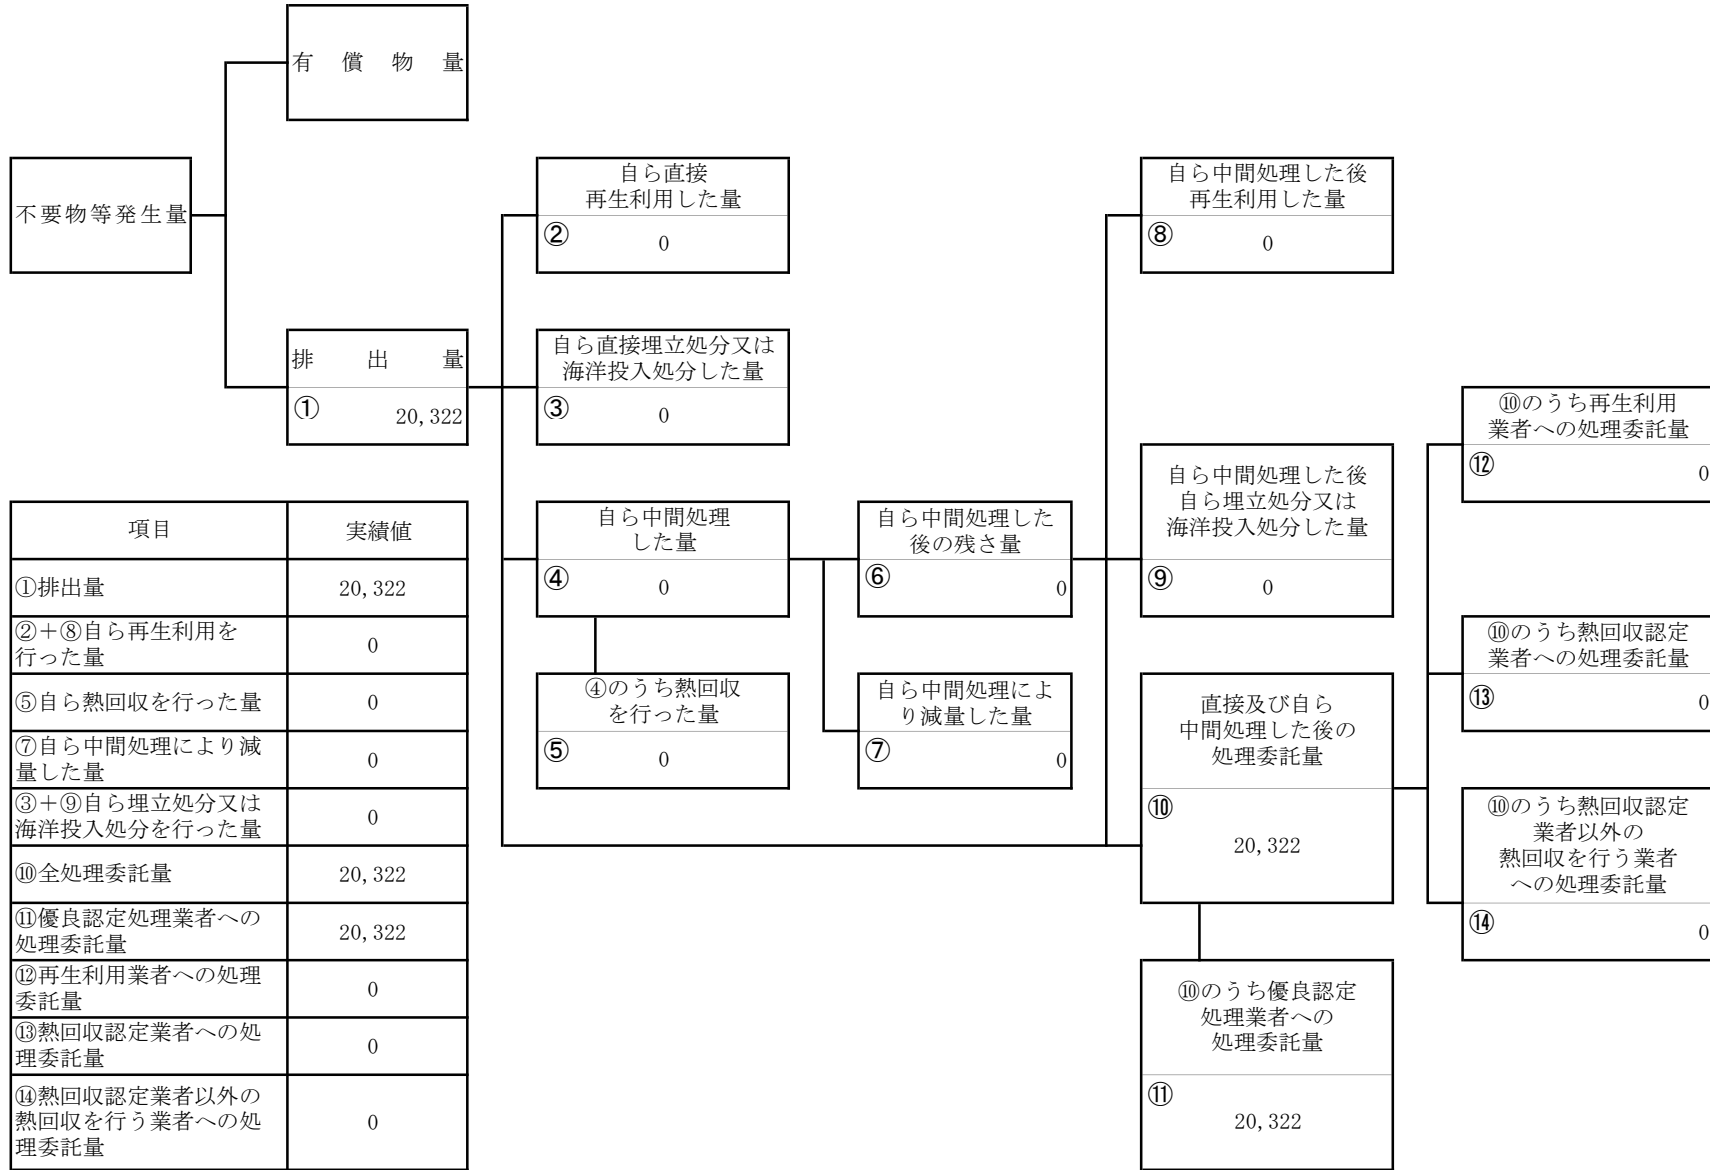 有償物量
不要物等発生量
自ら直接
再生利用した量
② 0
自ら中間処理した後
再生利用した量
⑧ 0
排出量
① 20,322
自ら直接埋立処分又は
海洋投入処分した量
③ 0
⑩のうち再生利用
業者への処理委託量
⑫ 0
自ら中間処理した後
自ら埋立処分又は
海洋投入処分した量
⑨ 0
自ら中間処理
した量
④ 0
自ら中間処理した
後の残さ量
⑥ 0
⑩のうち熱回収認定
業者への処理委託量
⑬ 0
④のうち熱回収
を行った量
⑤ 0
自ら中間処理によ
り減量した量
⑦ 0
直接及び自ら
中間処理した後の
処理委託量
⑩
20,322
⑩のうち熱回収認定
業者以外の
熱回収を行う業者
への処理委託量
⑭ 0
⑩のうち優良認定
処理業者への
処理委託量
⑪
20,322
項目 実績値
①排出量 20,322
②＋⑧自ら再生利用を
行った量 0
⑤自ら熱回収を行った量 0
⑦自ら中間処理により減
量した量 0
③＋⑨自ら埋立処分又は
海洋投入処分を行った量 0
⑩全処理委託量 20,322
⑪優良認定処理業者への
処理委託量 20,322
⑫再生利用業者への処理
委託量 0
⑬熱回収認定業者への処
理委託量 0
⑭熱回収認定業者以外の
熱回収を行う業者への処
理委託量 0